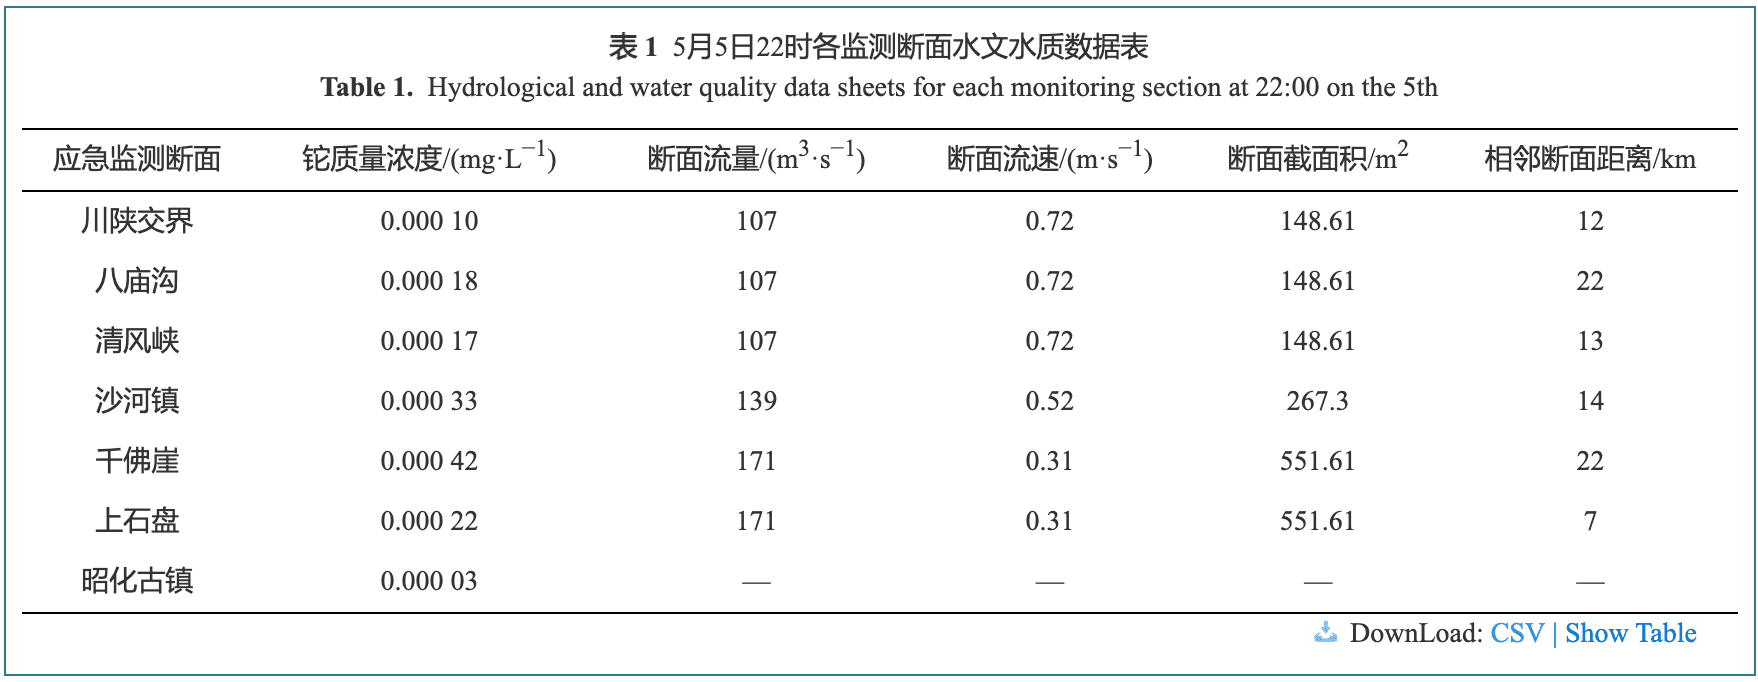 表 1 5月5日22时各监测断面水文水质数据表
Table 1. Hydrological and water quality data sheets for each monitoring section at 22:00 on the 5th
应急监测断面 铊质量浓度/(mg·L⁻¹) 断面流量/(m³·s⁻¹) 断面流速/(m·s⁻¹) 断面截面积/m² 相邻断面距离/km
川陕交界 0.000 10 107 0.72 148.61 12
八庙沟 0.000 18 107 0.72 148.61 22
清风峡 0.000 17 107 0.72 148.61 13
沙河镇 0.000 33 139 0.52 267.3 14
千佛崖 0.000 42 171 0.31 551.61 22
上石盘 0.000 22 171 0.31 551.61 7
昭化古镇 0.000 03 — — — —
DownLoad: CSV | Show Table